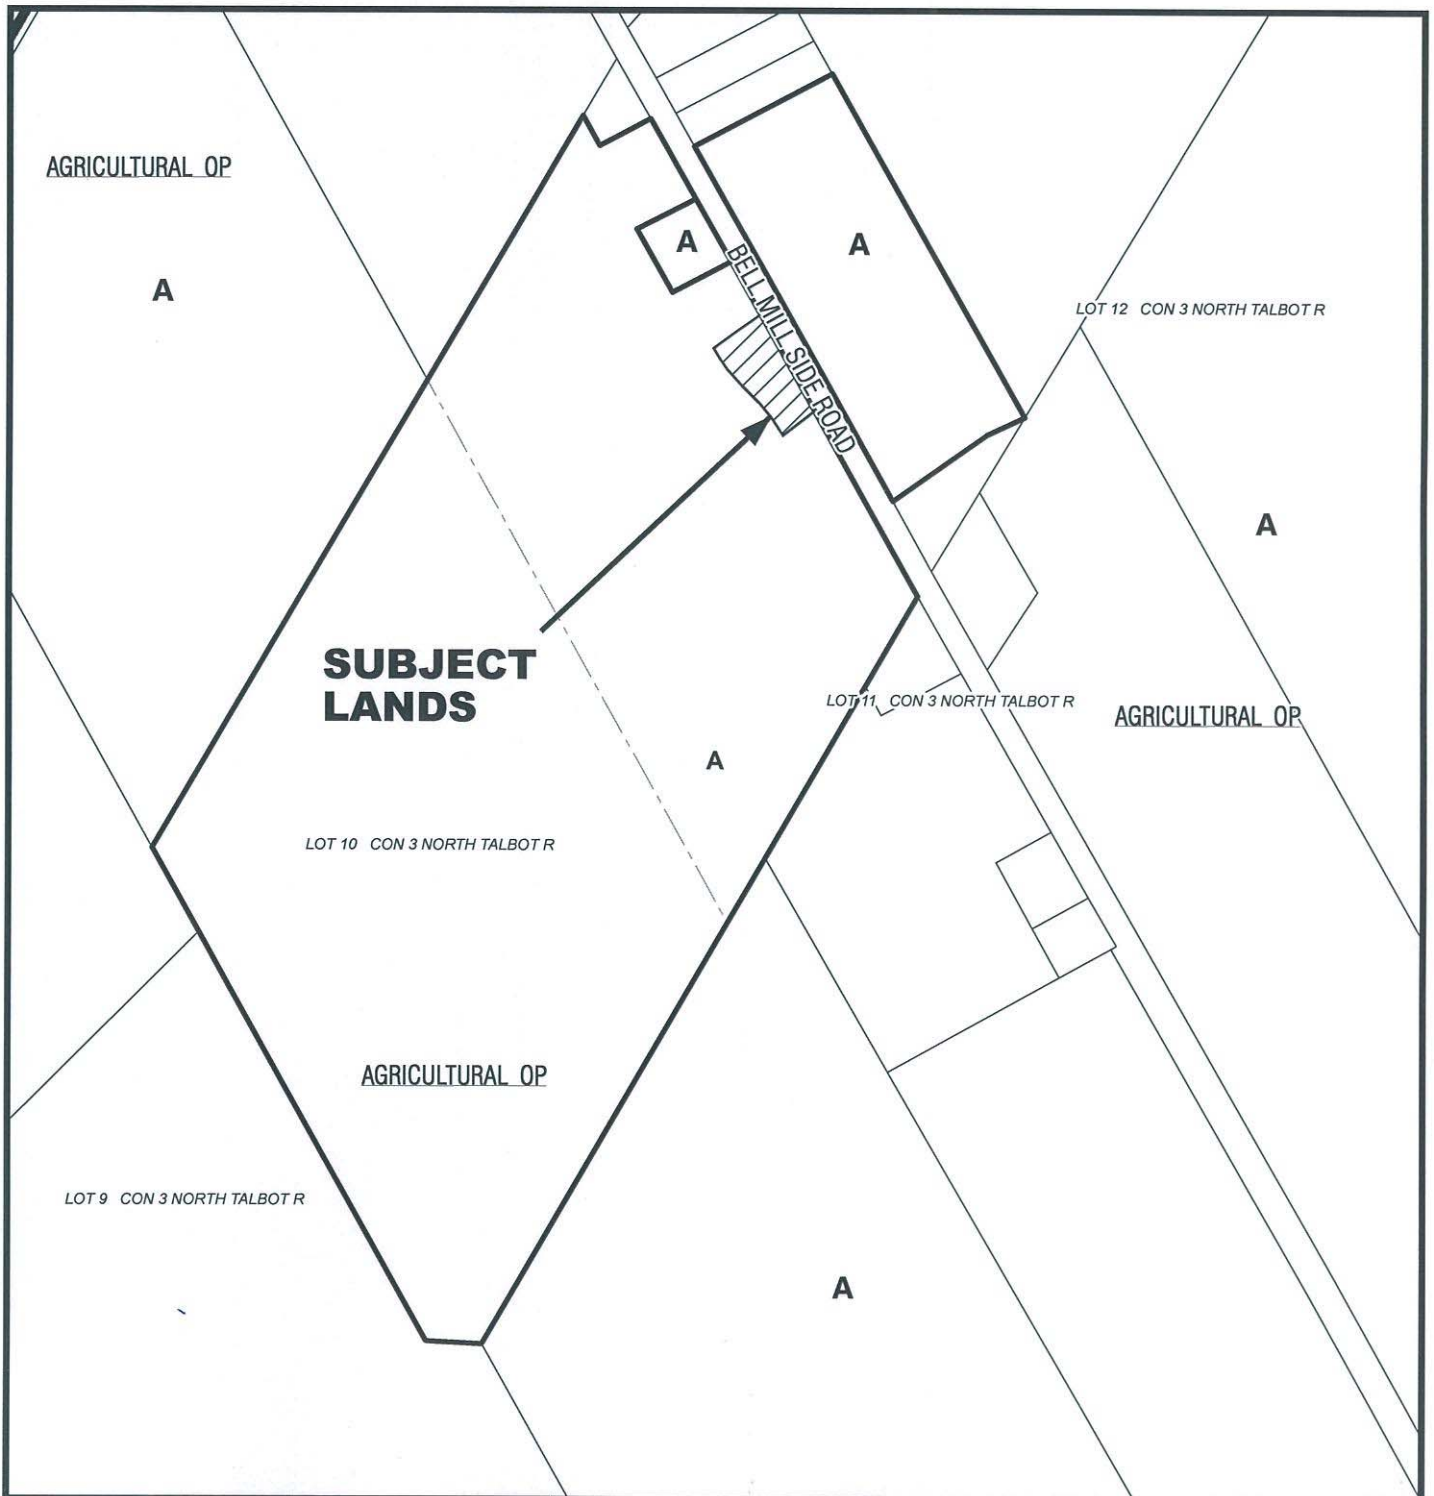 AGRICULTURAL OP
A
A
A
BELL MILL SIDE ROAD
LOT 12 CON 3 NORTH TALBOT R
A
SUBJECT
LANDS
LOT 11 CON 3 NORTH TALBOT R
AGRICULTURAL OP
A
LOT 10 CON 3 NORTH TALBOT R
AGRICULTURAL OP
LOT 9 CON 3 NORTH TALBOT R
A